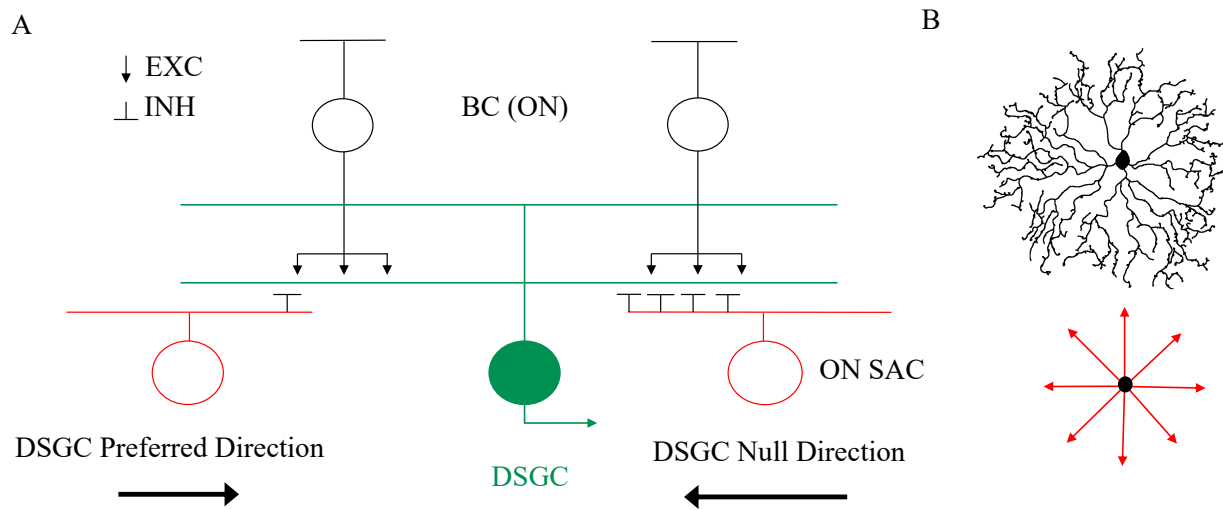 A
B
EXC
INH
BC (ON)
ON SAC
DSGC Preferred Direction
DSGC
DSGC Null Direction